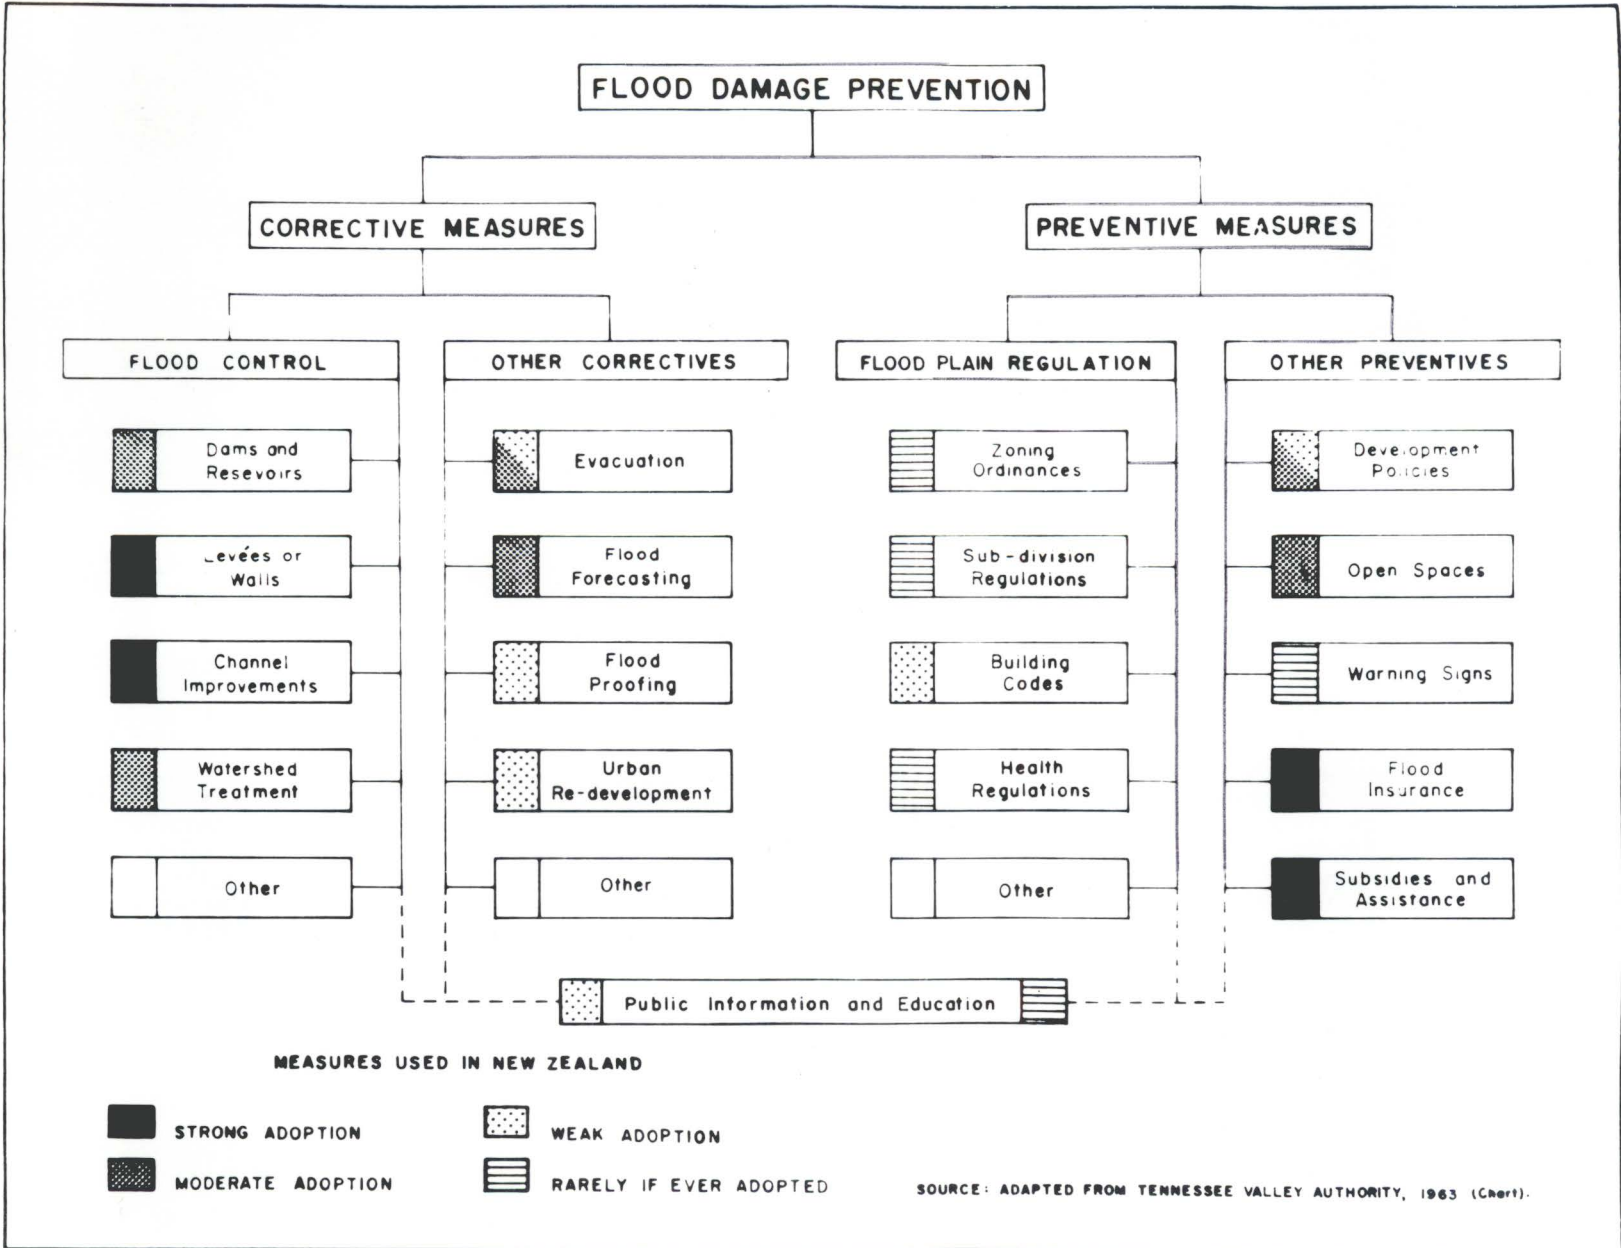 FLOOD DAMAGE PREVENTION
CORRECTIVE MEASURES
PREVENTIVE MEASURES
FLOOD CONTROL
OTHER CORRECTIVES
FLOOD PLAIN REGULATION
OTHER PREVENTIVES
Dams and
Resevoirs
Levées or
Walls
Channel
Improvements
Watershed
Treatment
Other
Evacuation
Flood
Forecasting
Flood
Proofing
Urban
Re-development
Other
Zoning
Ordinances
Sub-division
Regulations
Building
Codes
Health
Regulations
Other
Development
Policies
Open Spaces
Warning Signs
Flood
Insurance
Subsidies and
Assistance
Public Information and Education
MEASURES USED IN NEW ZEALAND
STRONG ADOPTION
WEAK ADOPTION
MODERATE ADOPTION
RARELY IF EVER ADOPTED
SOURCE: ADAPTED FROM TENNESSEE VALLEY AUTHORITY, 1963 (Chart).